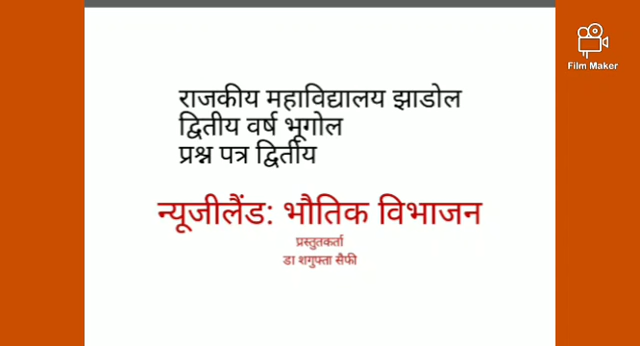 राजकीय महाविद्यालय झाडोल
द्वितीय वर्ष भूगोल
प्रश्न पत्र द्वितीय
न्यूजीलैंड: भौतिक विभाजन
प्रस्तुतकर्ता
डा शगुफ्ता सैफी
Film Maker